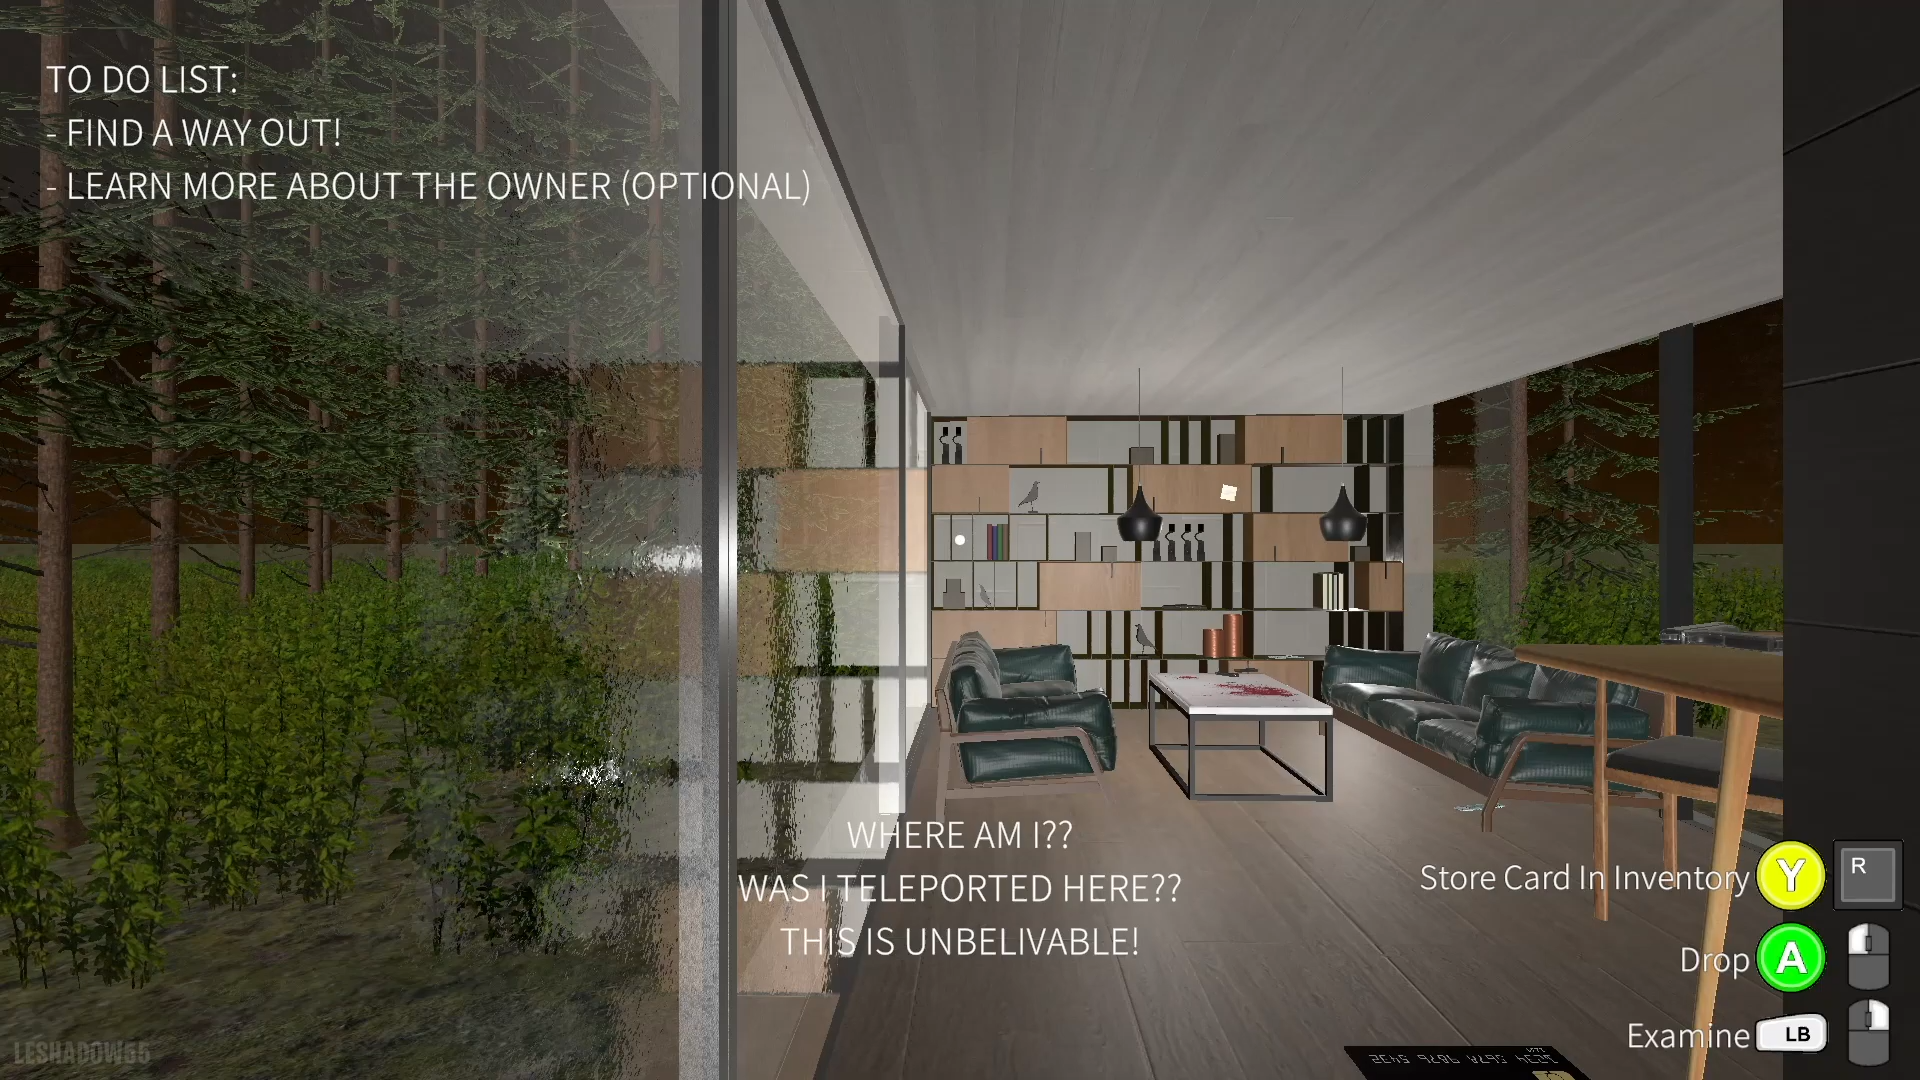 TO DO LIST:
- FIND A WAY OUT!
- LEARN MORE ABOUT THE OWNER (OPTIONAL)
WHERE AM I??
WAS I TELEPORTED HERE??
THIS IS UNBELIVABLE!
Store Card In Inventory Y R
Drop A
Examine LB
LESHADOW55